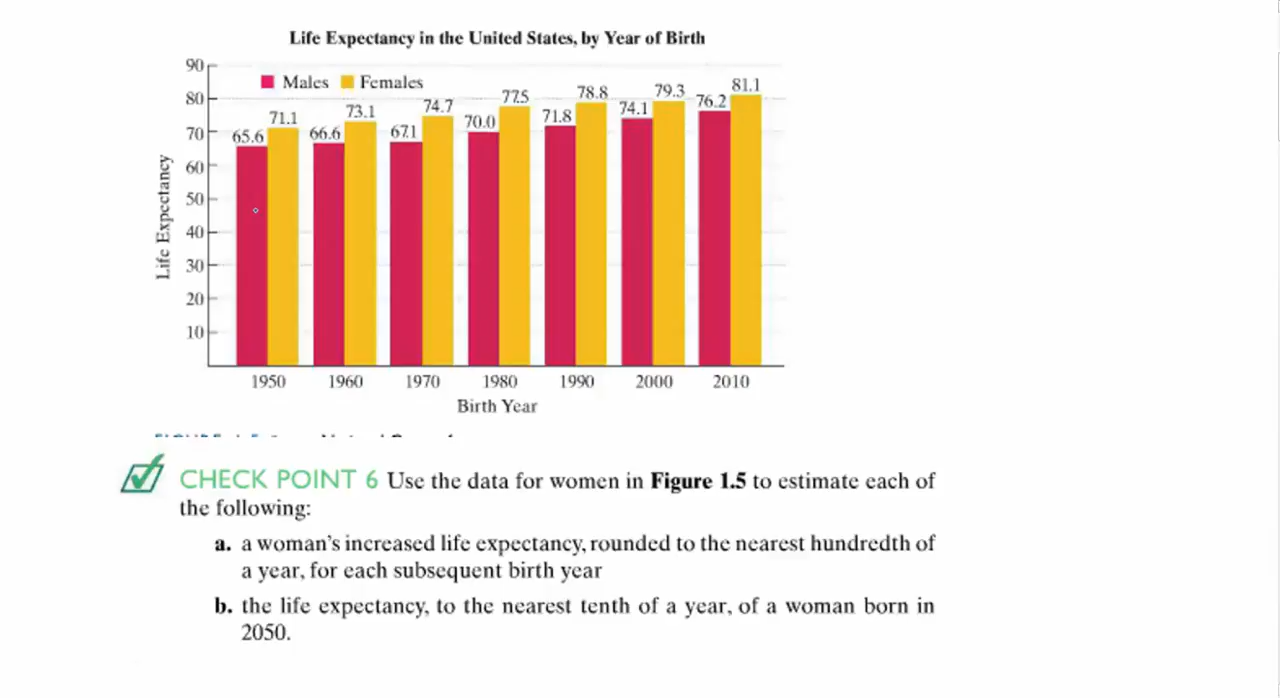 Life Expectancy in the United States, by Year of Birth
90
Males Females
80
70
60
50
40
30
20
10
Life Expectancy
65.6 71.1 66.6 73.1 67.1 74.7 70.0 77.5 71.8 78.8 74.1 79.3 76.2 81.1
1950 1960 1970 1980 1990 2000 2010
Birth Year
CHECK POINT 6 Use the data for women in Figure 1.5 to estimate each of
the following:
a. a woman's increased life expectancy, rounded to the nearest hundredth of
a year, for each subsequent birth year
b. the life expectancy, to the nearest tenth of a year, of a woman born in
2050.